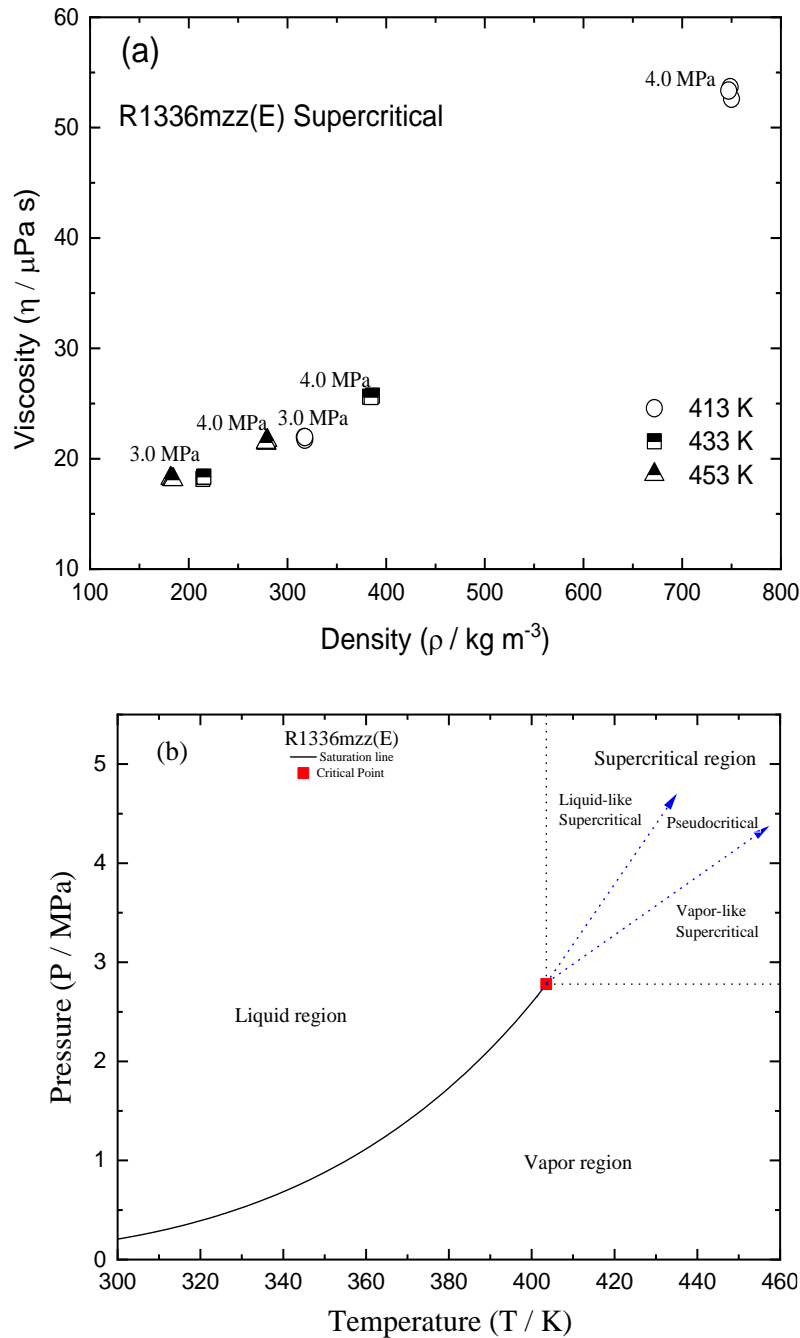 (a)
R1336mzz(E) Supercritical
4.0 MPa
4.0 MPa
4.0 MPa
3.0 MPa
3.0 MPa
413 K
433 K
453 K
60
50
40
30
20
10
100
200
300
400
500
600
700
800
Viscosity (η / μPa s)
Density (ρ / kg m⁻³)
(b)
R1336mzz(E)
Saturation line
Critical Point
Supercritical region
Liquid-like
Supercritical
Pseudocritical
Vapor-like
Supercritical
Liquid region
Vapor region
5
4
3
2
1
0
300
320
340
360
380
400
420
440
460
Pressure (P / MPa)
Temperature (T / K)